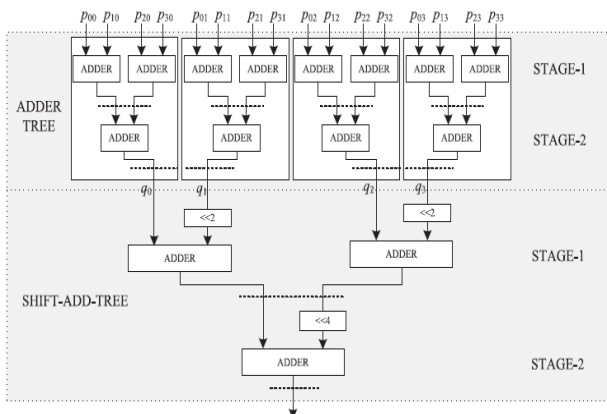 p00 p10 p20 p30 p01 p11 p21 p31 p02 p12 p22 p32 p03 p13 p23 p33
ADDER ADDER ADDER ADDER ADDER ADDER ADDER ADDER STAGE-1
ADDER TREE
ADDER ADDER ADDER ADDER STAGE-2
q0 q1 q2 q3
<<2 <<2
ADDER ADDER STAGE-1
SHIFT-ADD-TREE
<<4
ADDER STAGE-2